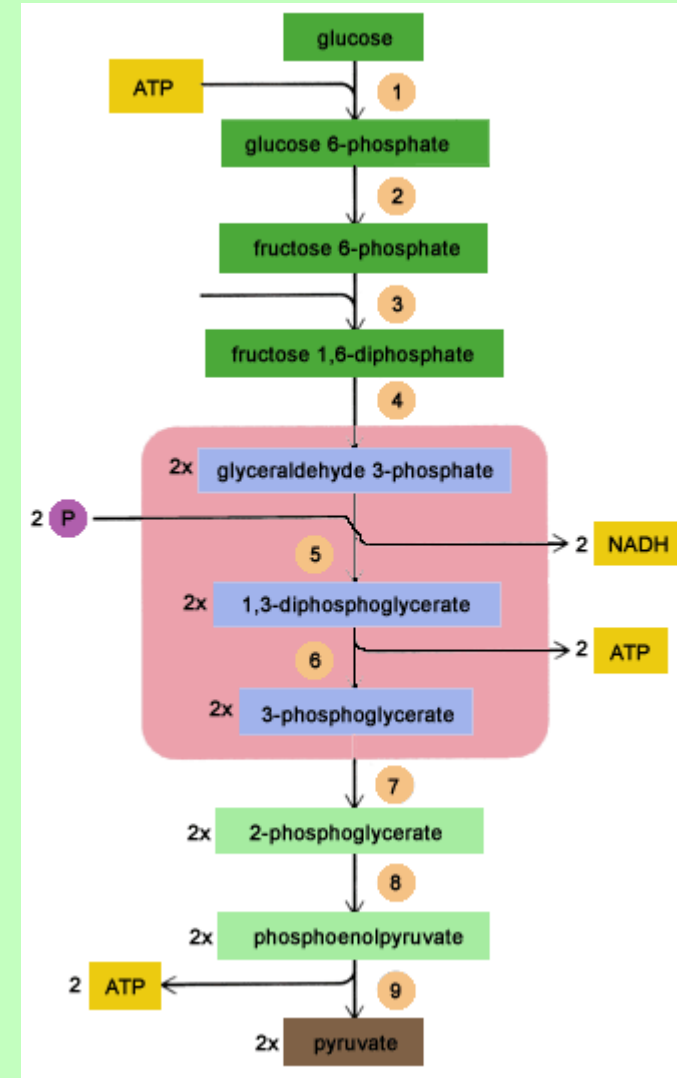 glucose
ATP
1
glucose 6-phosphate
2
fructose 6-phosphate
3
fructose 1,6-diphosphate
4
2x glyceraldehyde 3-phosphate
2 P
2 NADH
5
2x 1,3-diphosphoglycerate
6
2 ATP
2x 3-phosphoglycerate
7
2x 2-phosphoglycerate
8
2x phosphoenolpyruvate
2 ATP
9
2x pyruvate